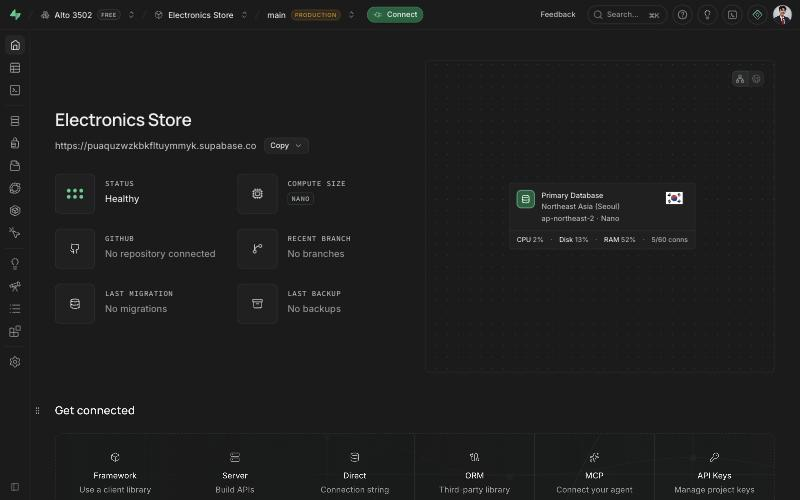 Alto 3502 FREE / Electronics Store / main PRODUCTION Connect Feedback Search... ⌘K
Electronics Store
https://puaquzwzkbkfltuymmyk.supabase.co Copy
STATUS
Healthy
COMPUTE SIZE
NANO
GITHUB
No repository connected
RECENT BRANCH
No branches
LAST MIGRATION
No migrations
LAST BACKUP
No backups
Primary Database
Northeast Asia (Seoul)
ap-northeast-2 · Nano
CPU 2% · Disk 13% · RAM 52% · 5/60 conns
Get connected
Framework
Use a client library
Server
Build APIs
Direct
Connection string
ORM
Third-party library
MCP
Connect your agent
API Keys
Manage project keys